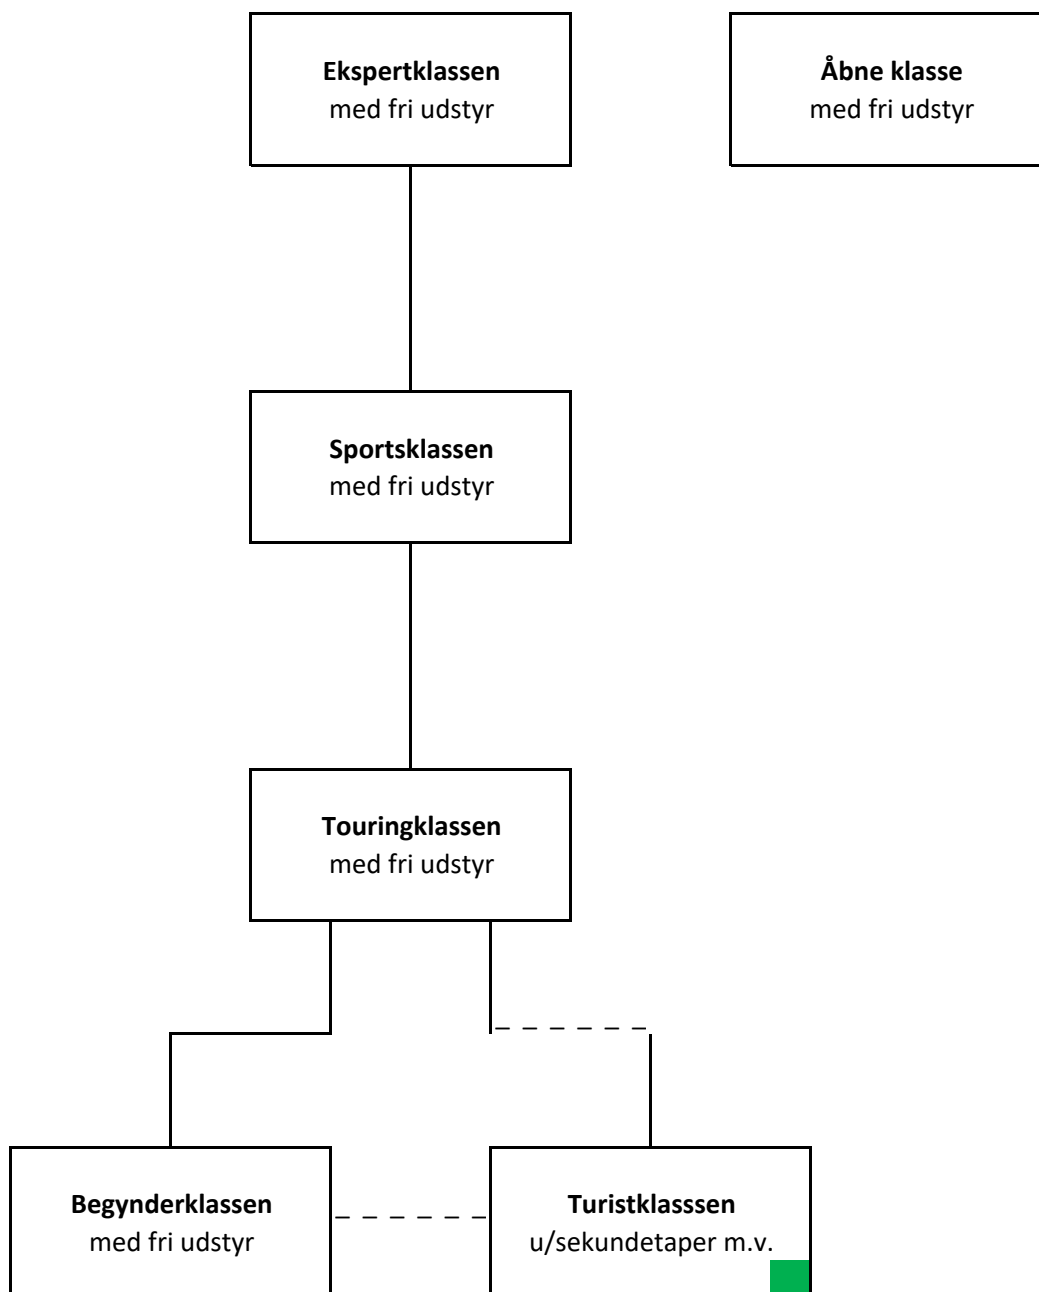 Ekspertklassen
med fri udstyr
Åbne klasse
med fri udstyr
Sportsklassen
med fri udstyr
Touringklassen
med fri udstyr
Begynderklassen
med fri udstyr
Turistklasssen
u/sekundetaper m.v.